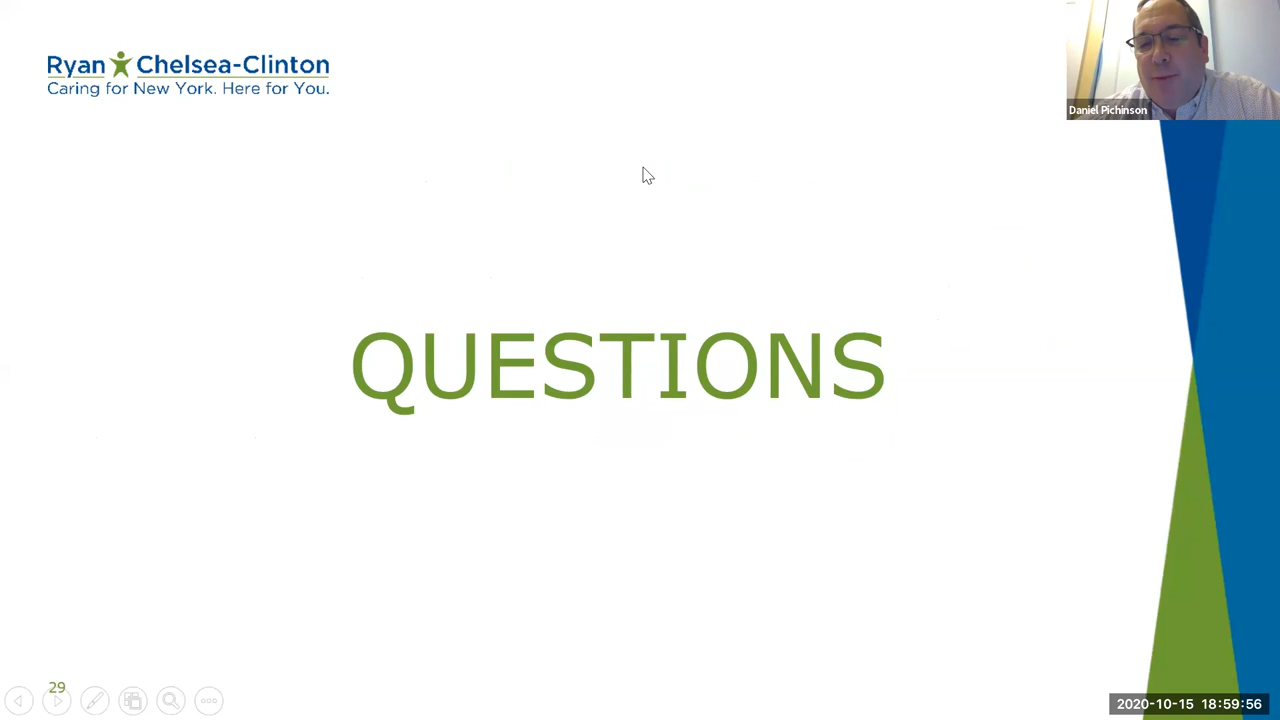 Ryan Chelsea-Clinton
Caring for New York. Here for You.
Daniel Pichinson
QUESTIONS
29
2020-10-15 18:59:56